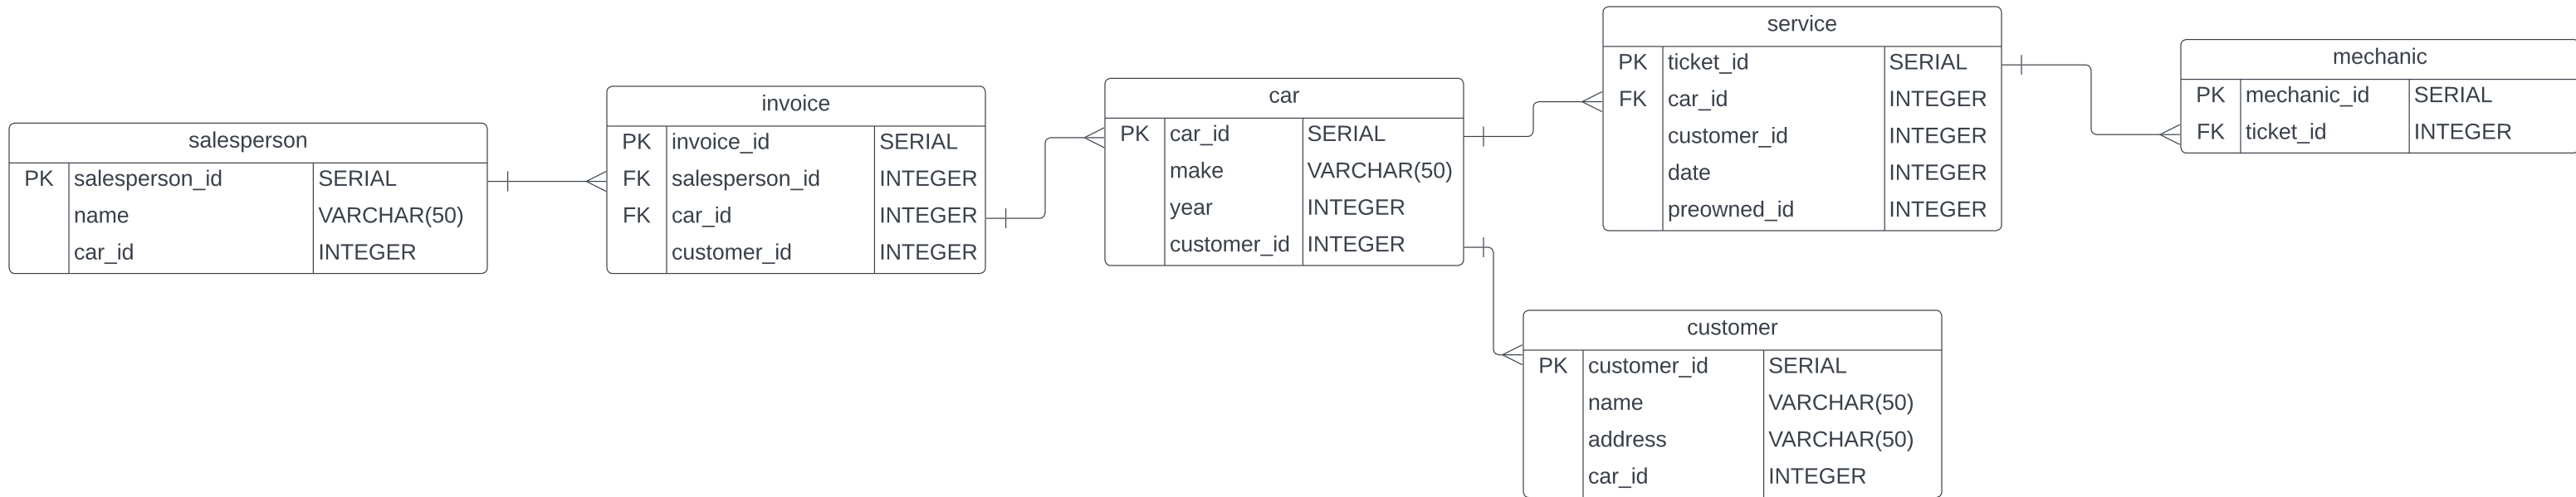 salesperson
PK salesperson_id SERIAL
name VARCHAR(50)
car_id INTEGER
invoice
PK invoice_id SERIAL
FK salesperson_id INTEGER
FK car_id INTEGER
customer_id INTEGER
car
PK car_id SERIAL
make VARCHAR(50)
year INTEGER
customer_id INTEGER
service
PK ticket_id SERIAL
FK car_id INTEGER
customer_id INTEGER
date INTEGER
preowned_id INTEGER
mechanic
PK mechanic_id SERIAL
FK ticket_id INTEGER
customer
PK customer_id SERIAL
name VARCHAR(50)
address VARCHAR(50)
car_id INTEGER